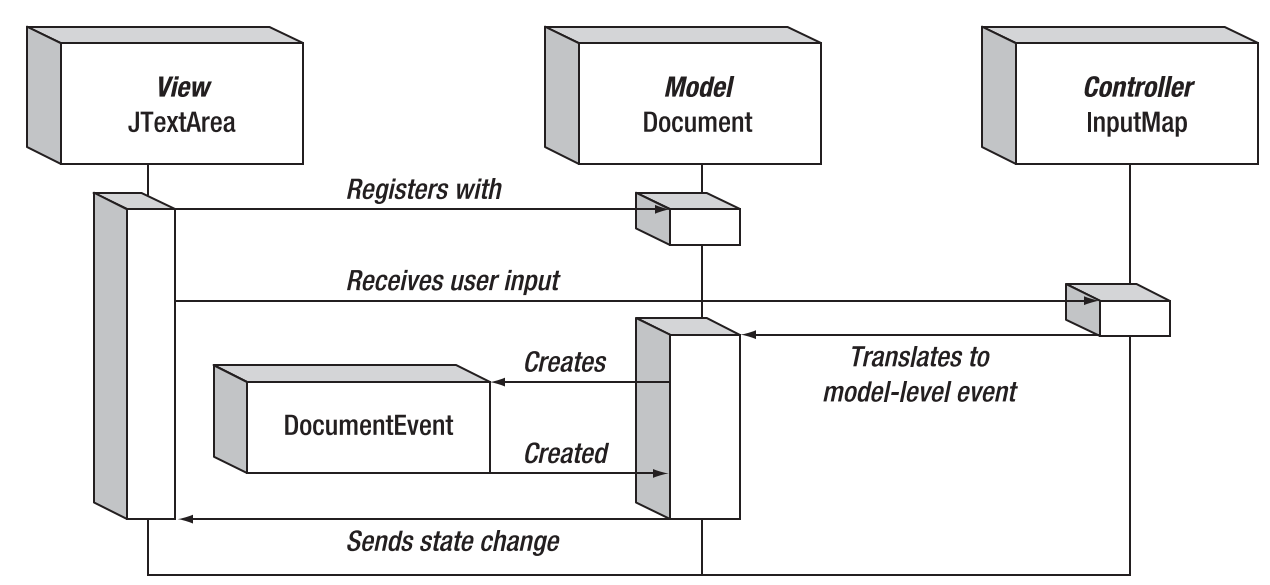 View
JTextArea
Model
Document
Controller
InputMap
Registers with
Receives user input
Translates to
model-level event
Creates
DocumentEvent
Created
Sends state change